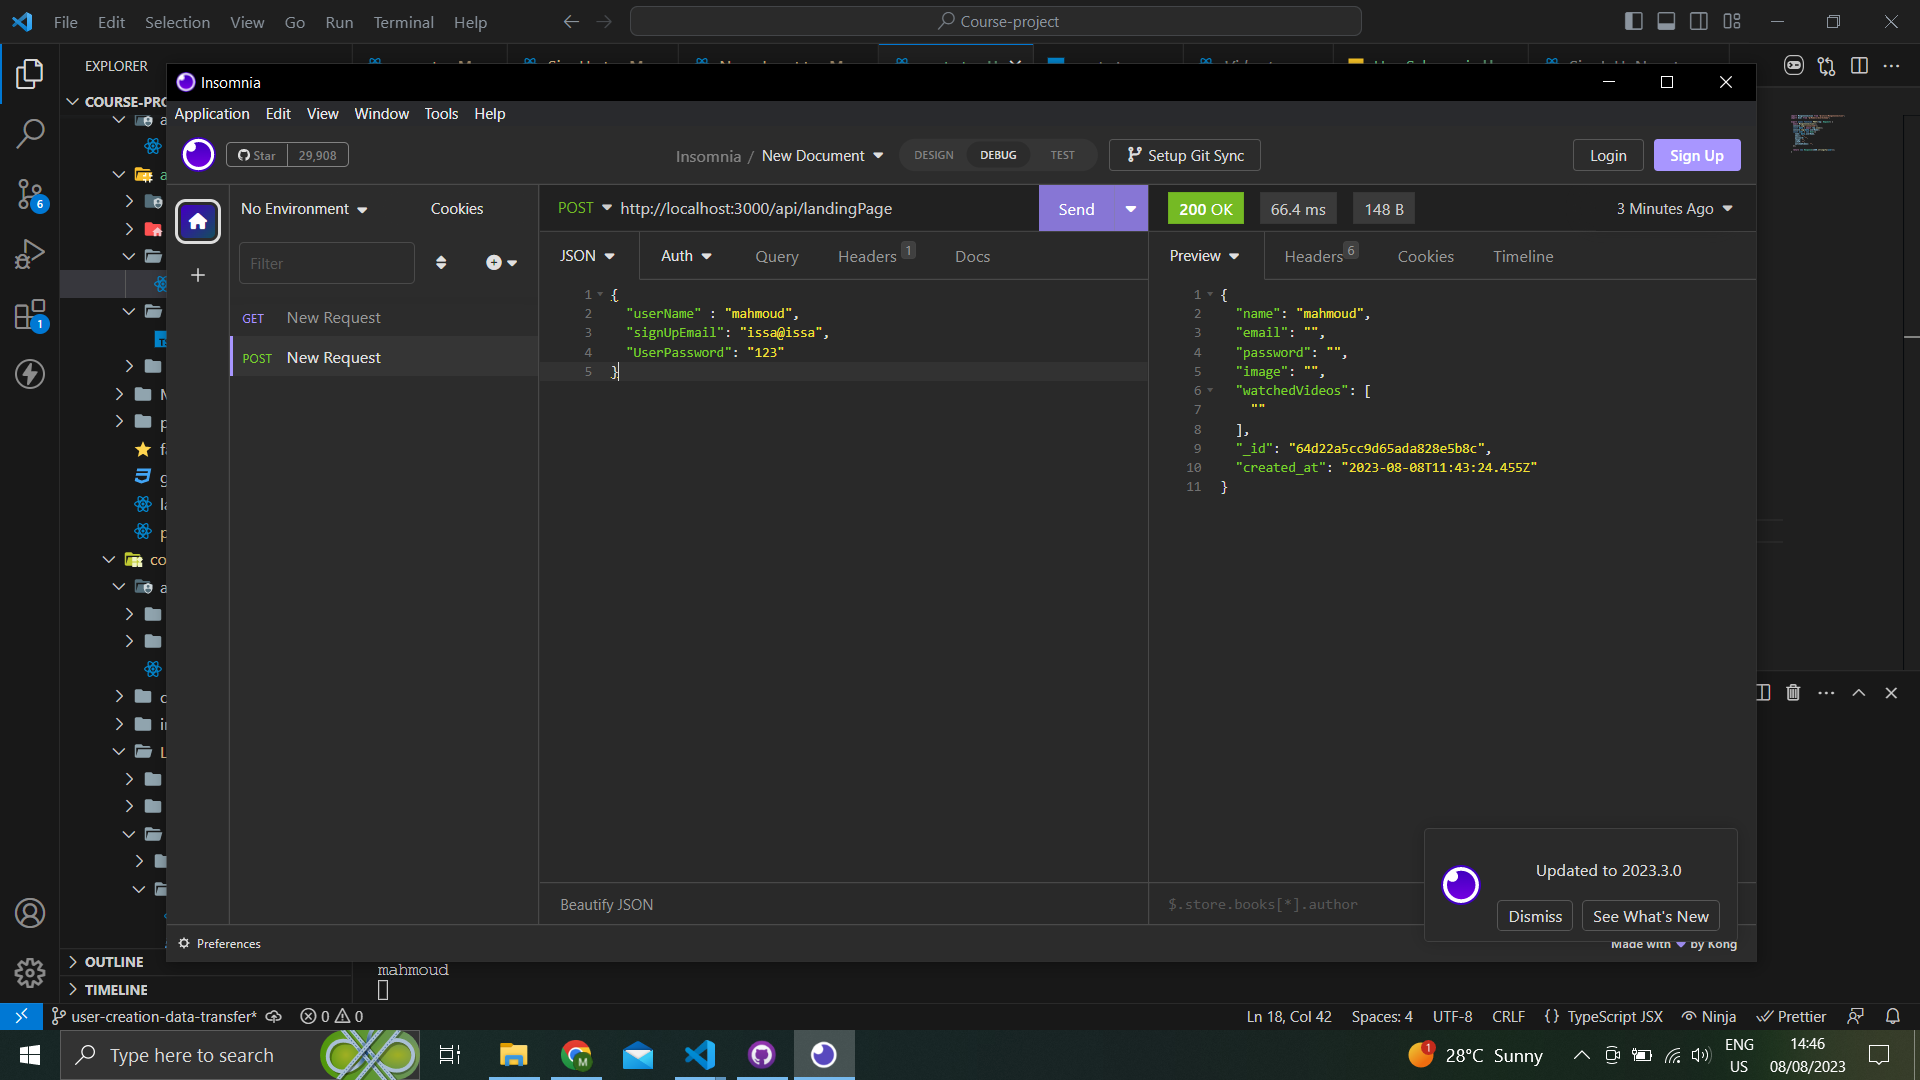 File Edit Selection View Go Run Terminal Help
Course-project
EXPLORER
COURSE-PRO
Insomnia
Application Edit View Window Tools Help
Star 29,908
Insomnia / New Document
DESIGN DEBUG TEST
Setup Git Sync
Login Sign Up
No Environment Cookies
Filter
GET New Request
POST New Request
POST http://localhost:3000/api/landingPage Send
200 OK 66.4 ms 148 B 3 Minutes Ago
JSON Auth Query Headers 1 Docs
Preview Headers 6 Cookies Timeline
1 {
2 "userName" : "mahmoud",
3 "signUpEmail": "issa@issa",
4 "UserPassword": "123"
5 }
1 {
2 "name": "mahmoud",
3 "email": "",
4 "password": "",
5 "image": "",
6 "watchedVideos": [
7 ""
8 ],
9 "_id": "64d22a5cc9d65ada828e5b8c",
10 "created_at": "2023-08-08T11:43:24.455Z"
11 }
6
1
Beautify JSON
$.store.books[*].author
Updated to 2023.3.0
Dismiss See What's New
Preferences
Made with by Kong
OUTLINE
TIMELINE
mahmoud
user-creation-data-transfer* 0 0
Ln 18, Col 42 Spaces: 4 UTF-8 CRLF {} TypeScript JSX Ninja Prettier
Type here to search
1 28°C Sunny
ENG
US
14:46
08/08/2023